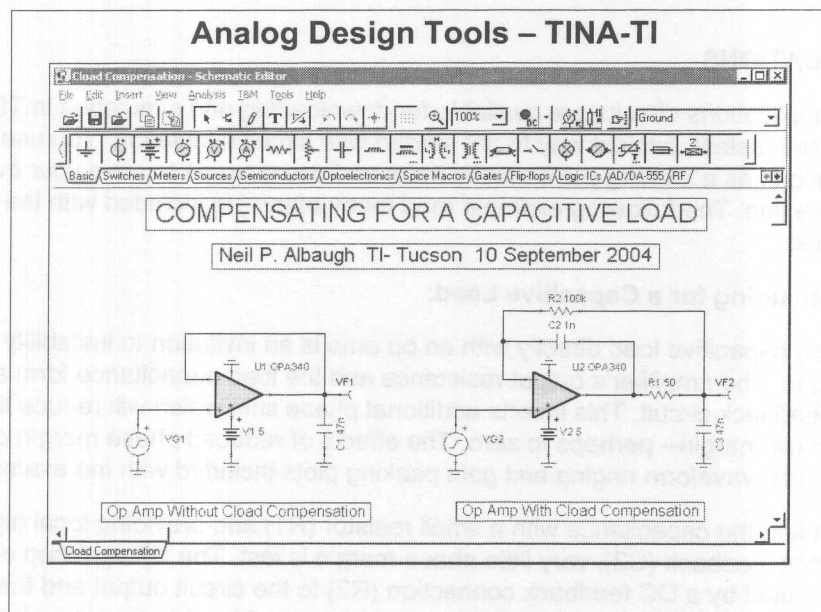 Analog Design Tools – TINA-TI
Cload Compensation - Schematic Editor
File Edit Insert View Analysis T&M Tools Help
T 100% Ground
Basic Switches Meters Sources Semiconductors Optoelectronics Spice Macros Gates Flip-flops Logic ICs AD/DA-555 RF
COMPENSATING FOR A CAPACITIVE LOAD
Neil P. Albaugh TI- Tucson 10 September 2004
R2 100k
C2 1n
U1 OPA340
U2 OPA340
VF1
R1 50
VF2
VG1
V1 5
C1 47n
VG2
V2 5
C3 47n
Op Amp Without Cload Compensation
Op Amp With Cload Compensation
Cload Compensation